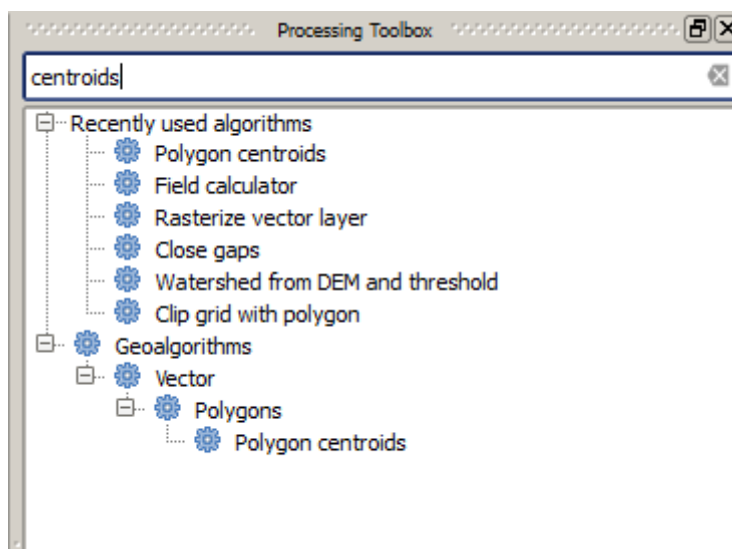 Processing Toolbox
centroids
Recently used algorithms
Polygon centroids
Field calculator
Rasterize vector layer
Close gaps
Watershed from DEM and threshold
Clip grid with polygon
Geoalgorithms
Vector
Polygons
Polygon centroids